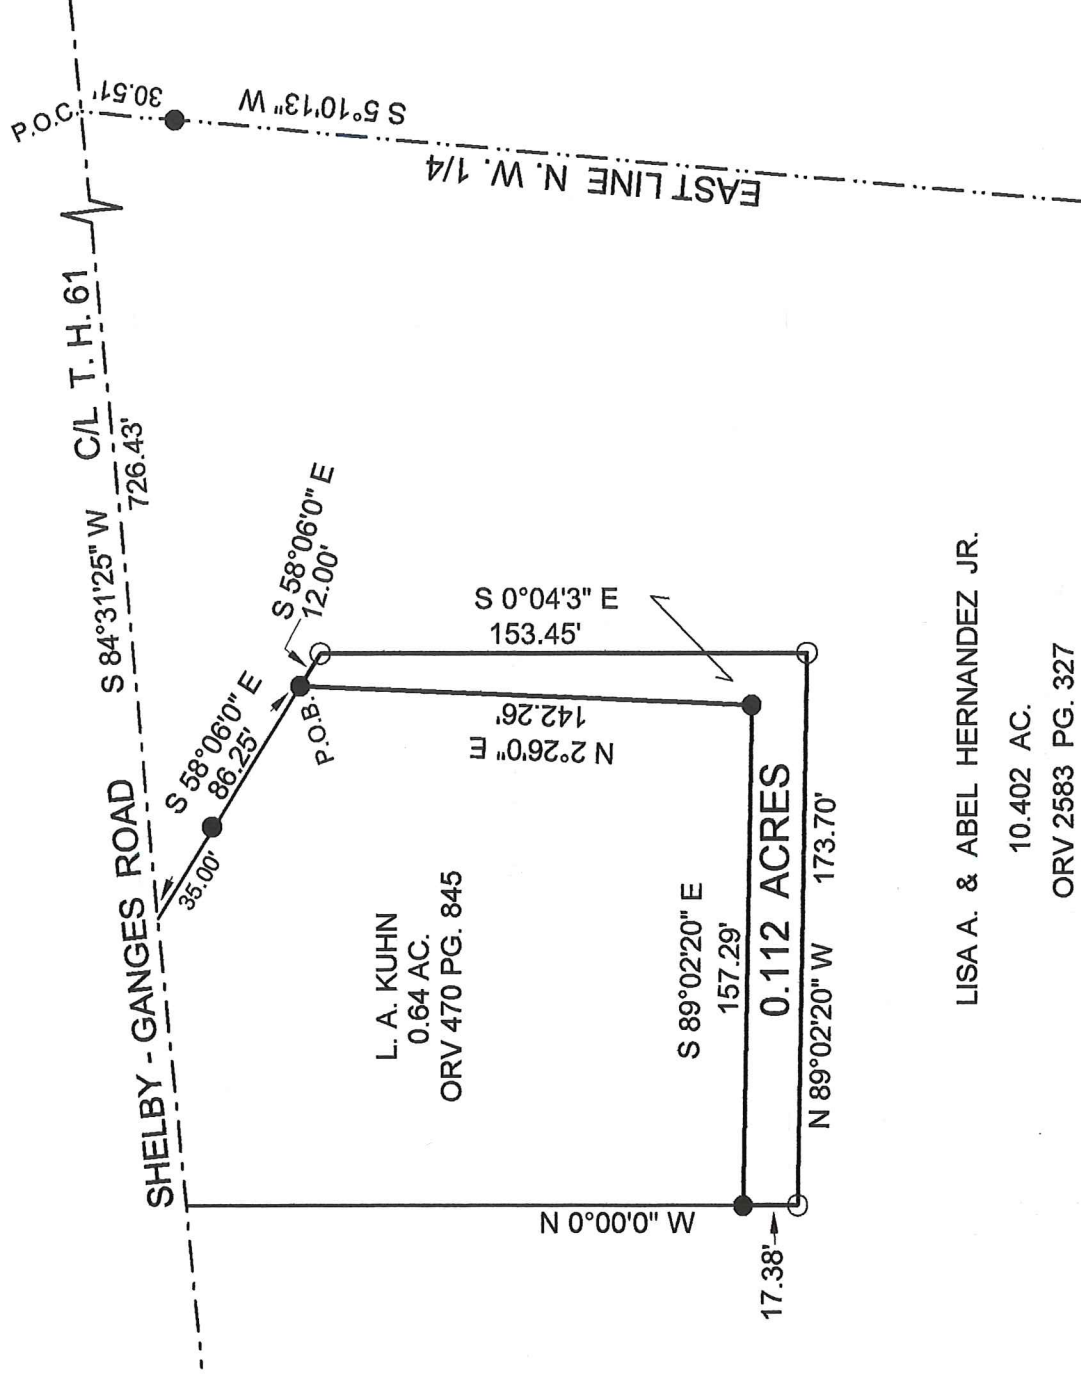 P.O.C.
30.51'
S 5°10'13" W
EAST LINE N. W. 1/4
C/L T. H. 61
S 84°31'25" W
726.43'
SHELBY - GANGES ROAD
S 58°06'0" E
12.00'
S 58°06'0" E
86.25'
35.00'
P.O.B.
S 0°04'3" E
153.45'
N 2°26'0" E
142.26'
L. A. KUHN
0.64 AC.
ORV 470 PG. 845
S 89°02'20" E
157.29'
0.112 ACRES
N 89°02'20" W
173.70'
N 0°00'0" W
17.38'
LISA A. & ABEL HERNANDEZ JR.
10.402 AC.
ORV 2583 PG. 327